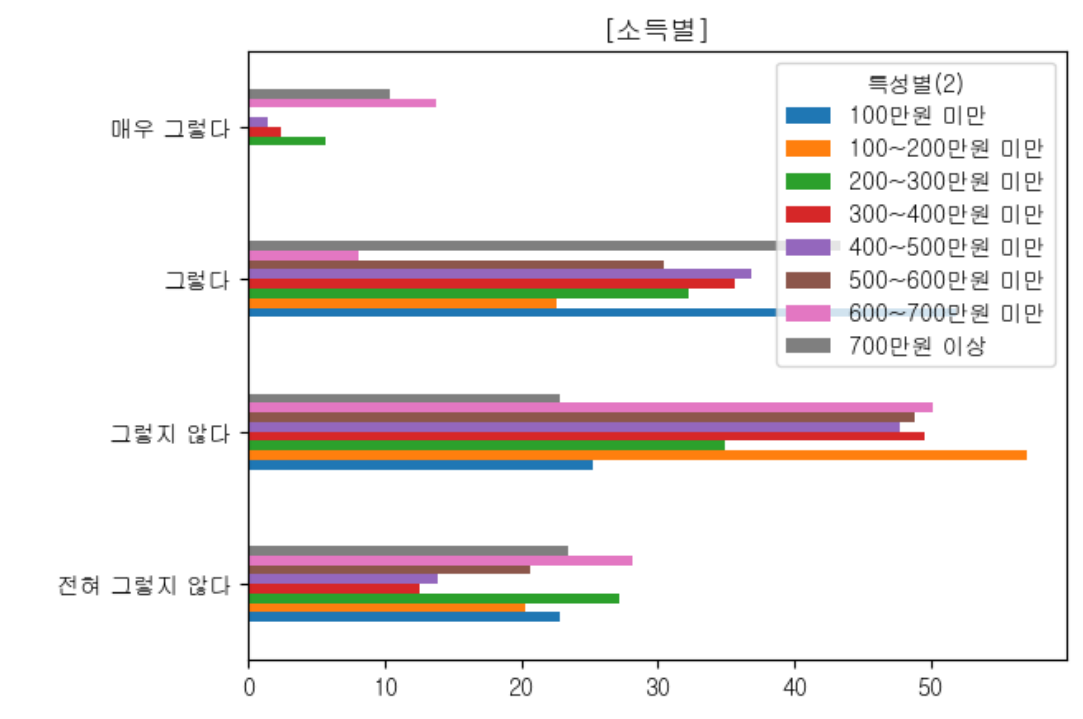 [소득별]
특성별(2)
100만원 미만
100~200만원 미만
200~300만원 미만
300~400만원 미만
400~500만원 미만
500~600만원 미만
600~700만원 미만
700만원 이상
매우 그렇다
그렇다
그렇지 않다
전혀 그렇지 않다
0 10 20 30 40 50